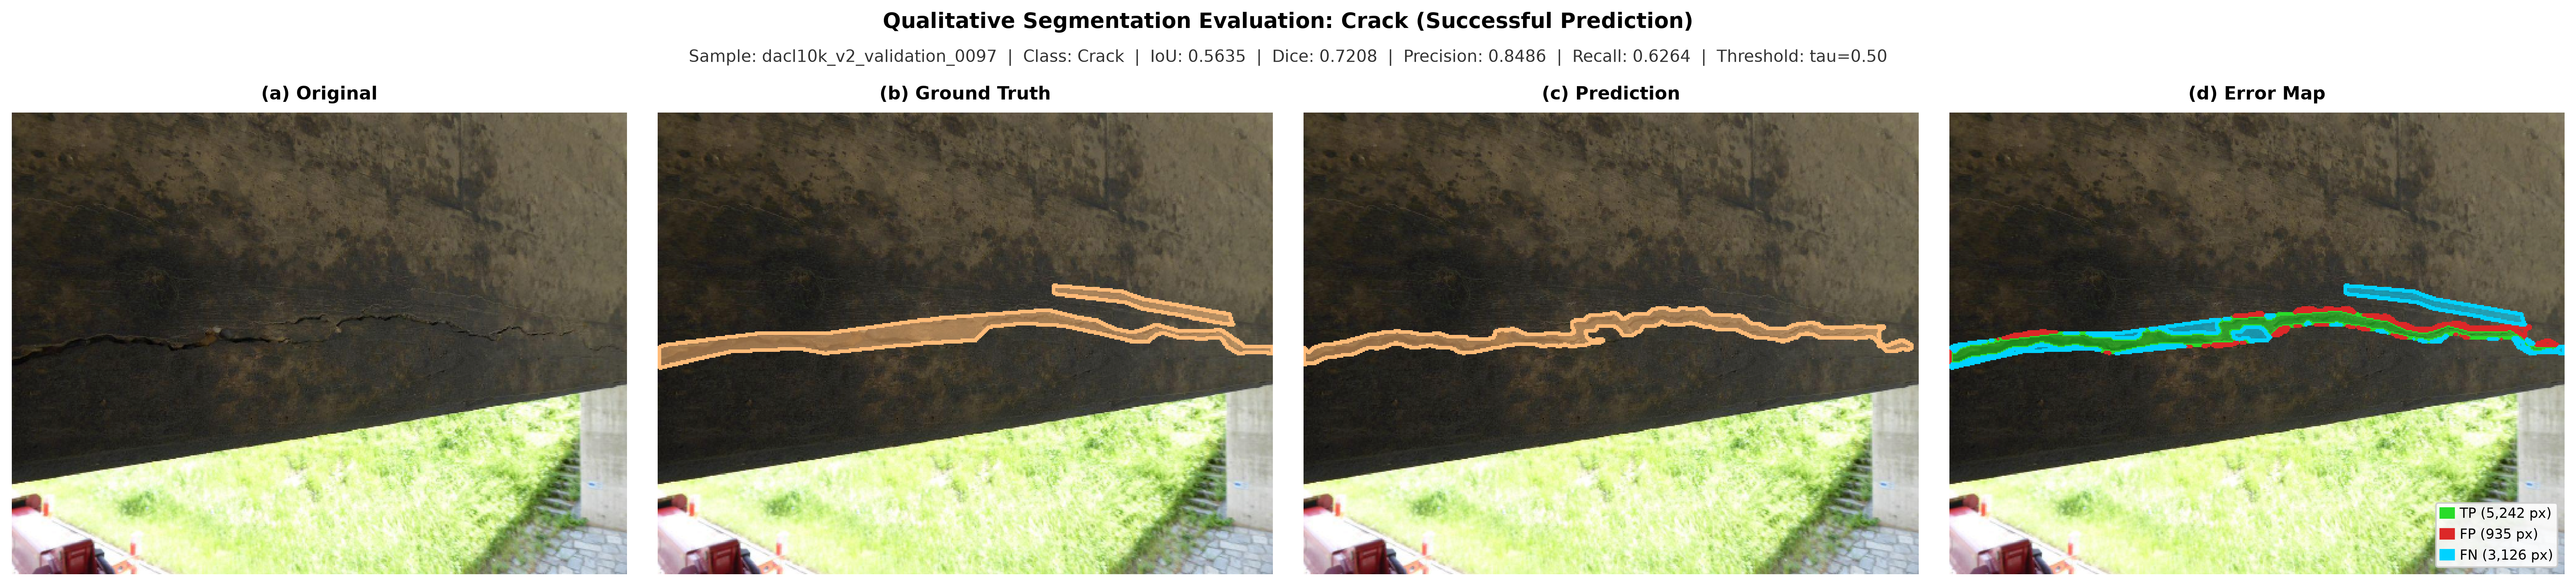 Qualitative Segmentation Evaluation: Crack (Successful Prediction)
Sample: dacl10k_v2_validation_0097 | Class: Crack | IoU: 0.5635 | Dice: 0.7208 | Precision: 0.8486 | Recall: 0.6264 | Threshold: tau=0.50
(a) Original
(b) Ground Truth
(c) Prediction
(d) Error Map
TP (5,242 px)
FP (935 px)
FN (3,126 px)